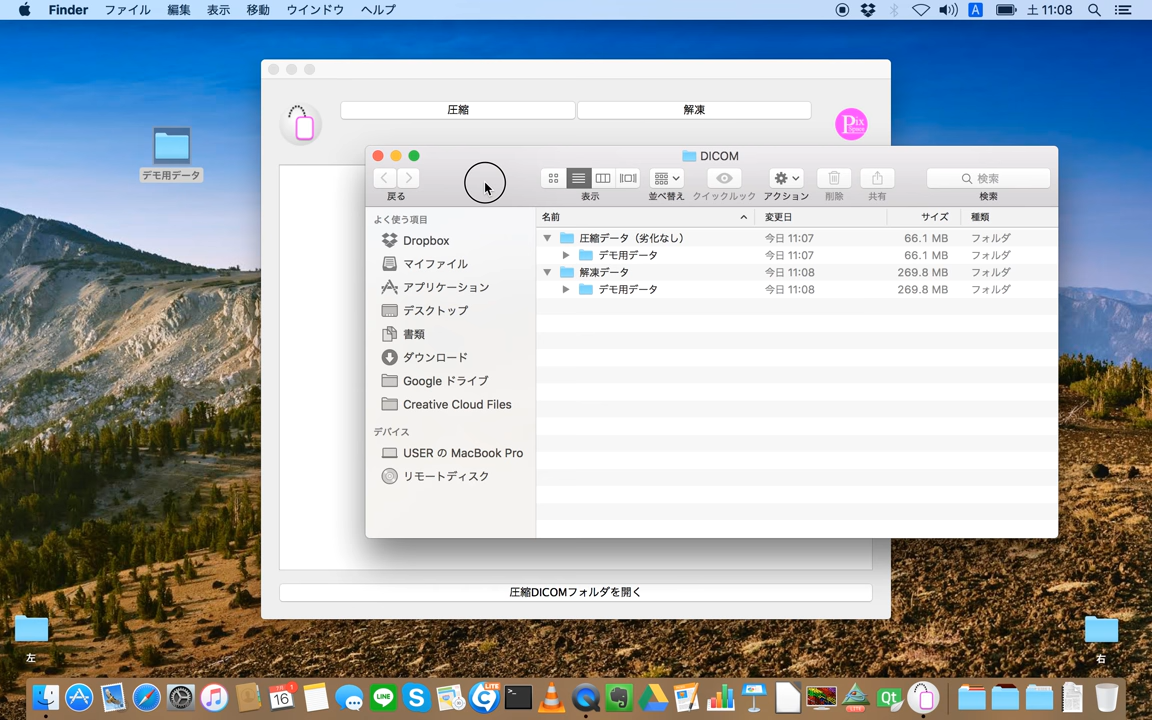 Finder ファイル 編集 表示 移動 ウインドウ ヘルプ A 土 11:08
デモ用データ
圧縮 解凍
Pix Space
DICOM
戻る 表示 並べ替え クイックルック アクション 削除 共有 検索
検索
よく使う項目
Dropbox
マイファイル
アプリケーション
デスクトップ
書類
ダウンロード
Google ドライブ
Creative Cloud Files
デバイス
USER の MacBook Pro
リモートディスク
名前 変更日 サイズ 種類
圧縮データ（劣化なし） 今日 11:07 66.1 MB フォルダ
デモ用データ 今日 11:07 66.1 MB フォルダ
解凍データ 今日 11:08 269.8 MB フォルダ
デモ用データ 今日 11:08 269.8 MB フォルダ
圧縮DICOMフォルダを開く
左
右
16
LINE
LITE
Qt